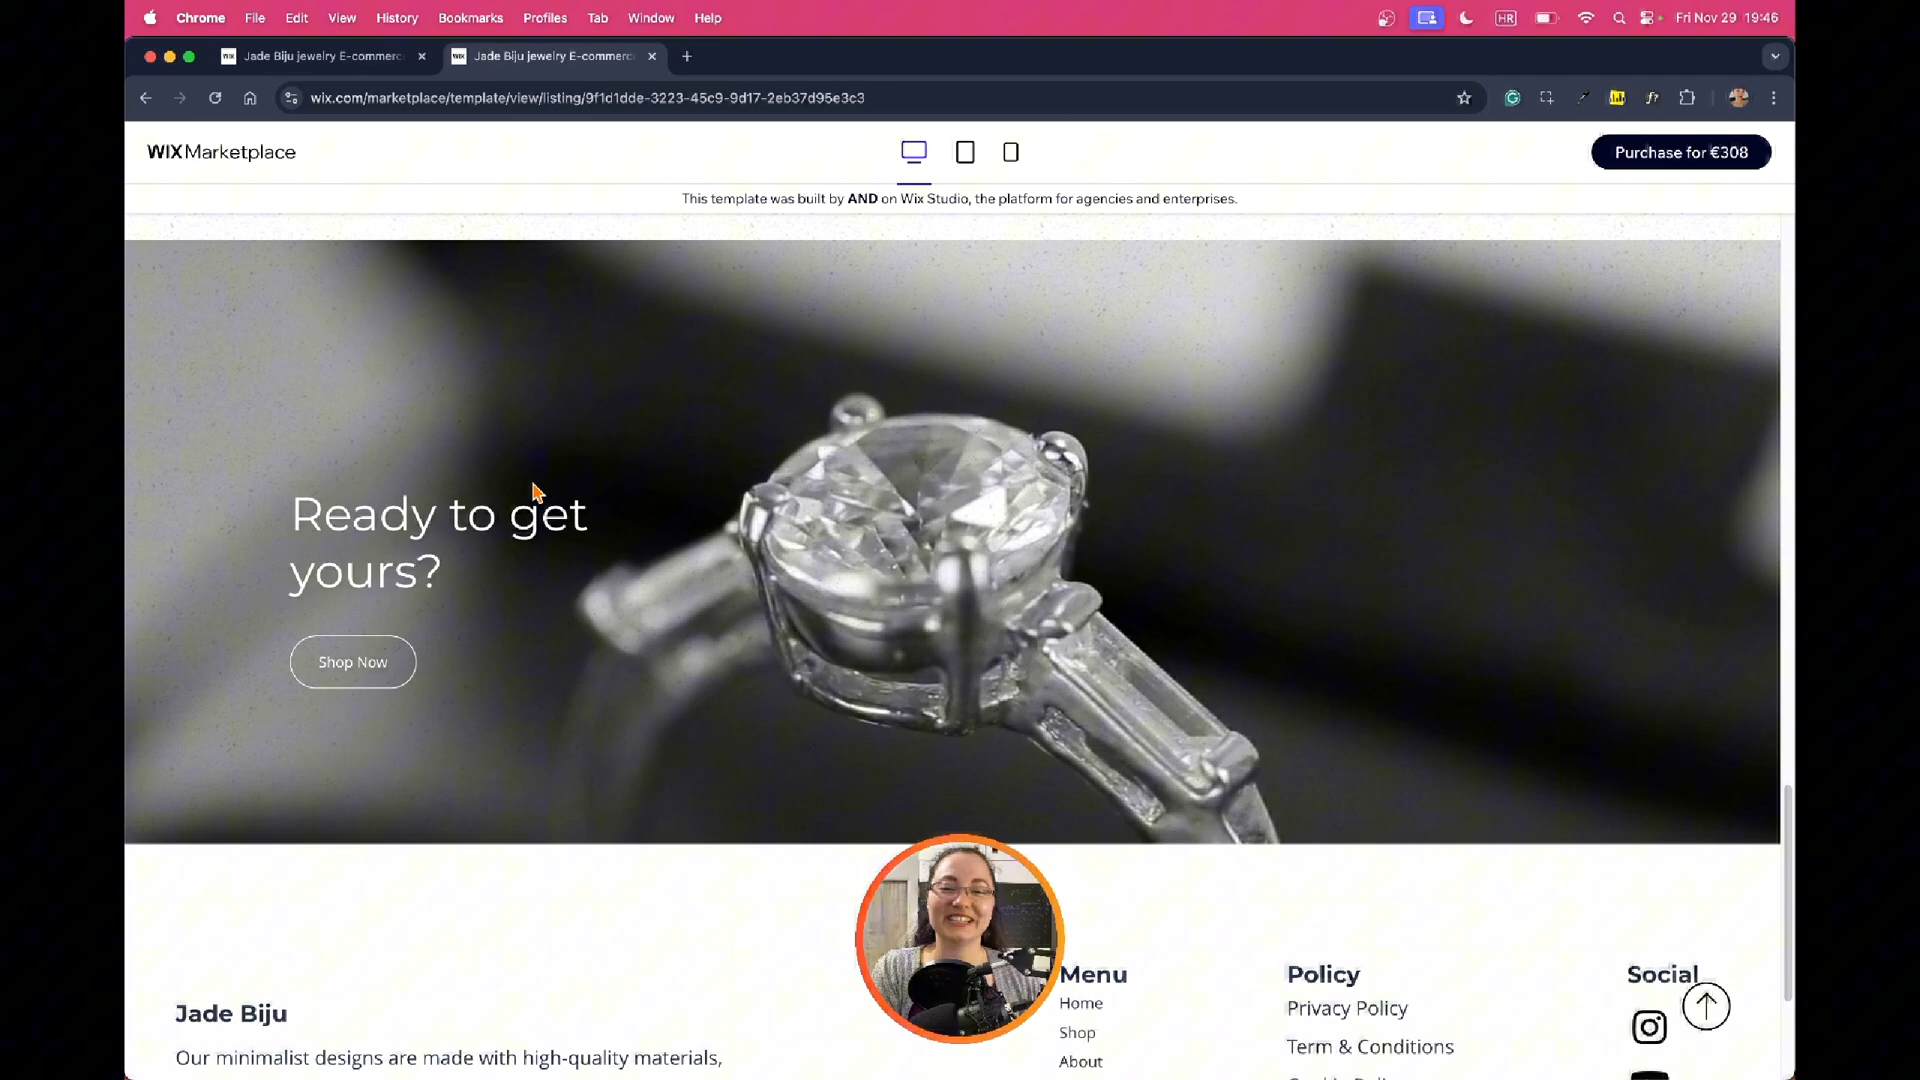 Chrome File Edit View History Bookmarks Profiles Tab Window Help HR Fri Nov 29 19:46
WIX Jade Biju jewelry E-commerc WIX Jade Biju jewelry E-commerc
wix.com/marketplace/template/view/listing/9f1d1dde-3223-45c9-9d17-2eb37d95e3c3
WIX Marketplace Purchase for €308
This template was built by AND on Wix Studio, the platform for agencies and enterprises.
Ready to get
yours?
Shop Now
Jade Biju
Our minimalist designs are made with high-quality materials,
Menu
Home
Shop
About
Policy
Privacy Policy
Term & Conditions
Social